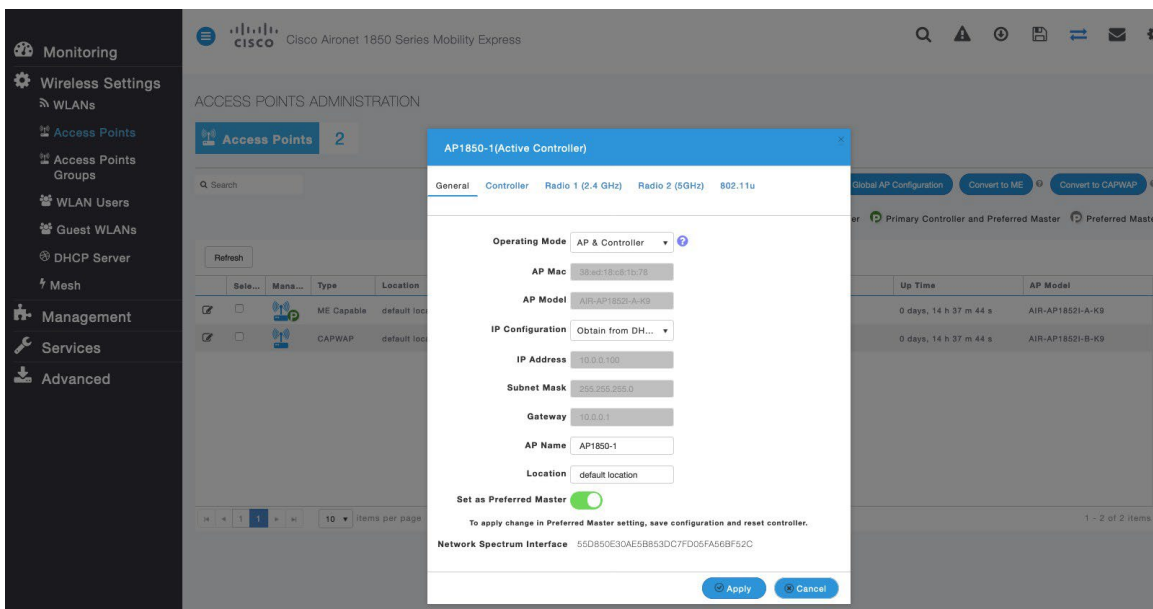 Monitoring
Wireless Settings
WLANs
Access Points
Access Points
Groups
WLAN Users
Guest WLANs
DHCP Server
Mesh
Management
Services
Advanced
CISCO
Cisco Aironet 1850 Series Mobility Express
ACCESS POINTS ADMINISTRATION
Access Points 2
Search
Global AP Configuration Convert to ME Convert to CAPWAP
er P Primary Controller and Preferred Master P Preferred Maste
Refresh
Sele... Mana... Type Location Up Time AP Model
P ME Capable default loca 0 days, 14 h 37 m 44 s AIR-AP1852I-A-K9
CAPWAP default loca 0 days, 14 h 37 m 44 s AIR-AP1852I-B-K9
1 1 10 items per page 1 - 2 of 2 items
AP1850-1(Active Controller)
General Controller Radio 1 (2.4 GHz) Radio 2 (5GHz) 802.11u
Operating Mode AP & Controller ?
AP Mac 38:ed:18:c8:1b:78
AP Model AIR-AP1852I-A-K9
IP Configuration Obtain from DH...
IP Address 10.0.0.100
Subnet Mask 255.255.255.0
Gateway 10.0.0.1
AP Name AP1850-1
Location default location
Set as Preferred Master
To apply change in Preferred Master setting, save configuration and reset controller.
Network Spectrum Interface 55D850E30AE5B853DC7FD05FA56BF52C
Apply Cancel